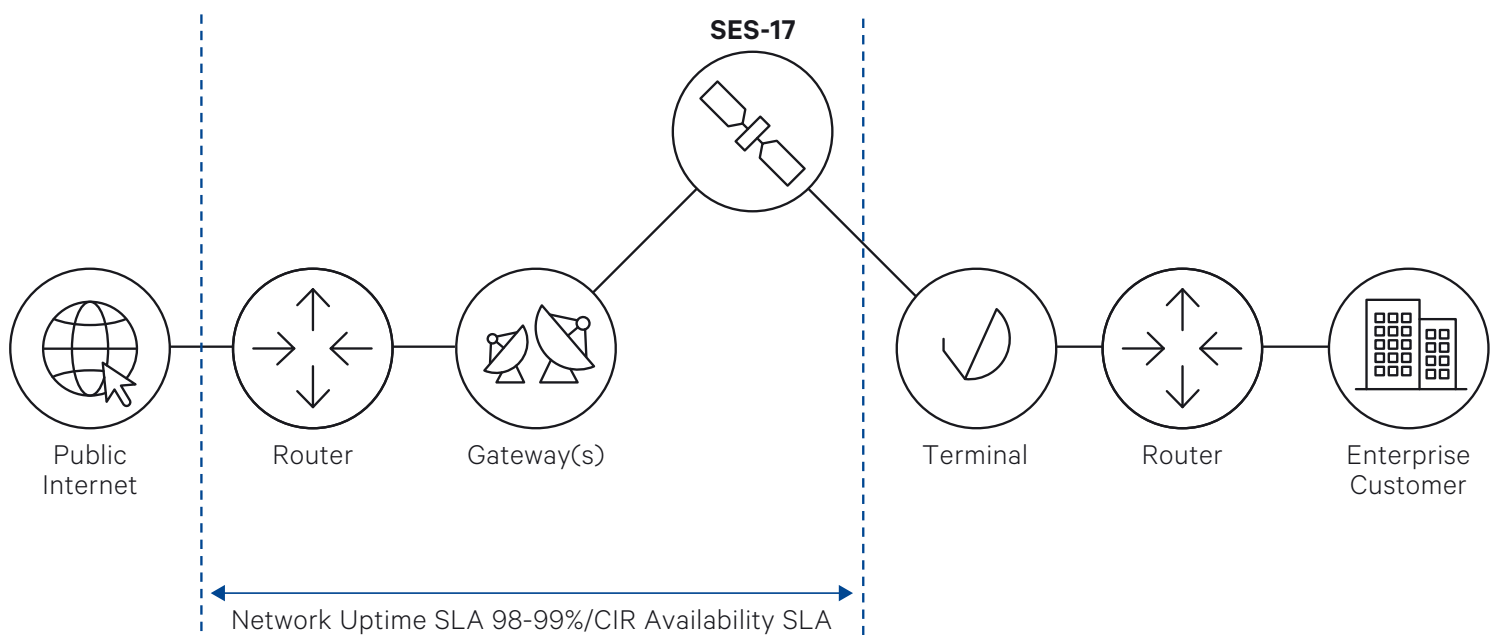 SES-17
Public
Internet
Router
Gateway(s)
Terminal
Router
Enterprise
Customer
Network Uptime SLA 98-99%/CIR Availability SLA